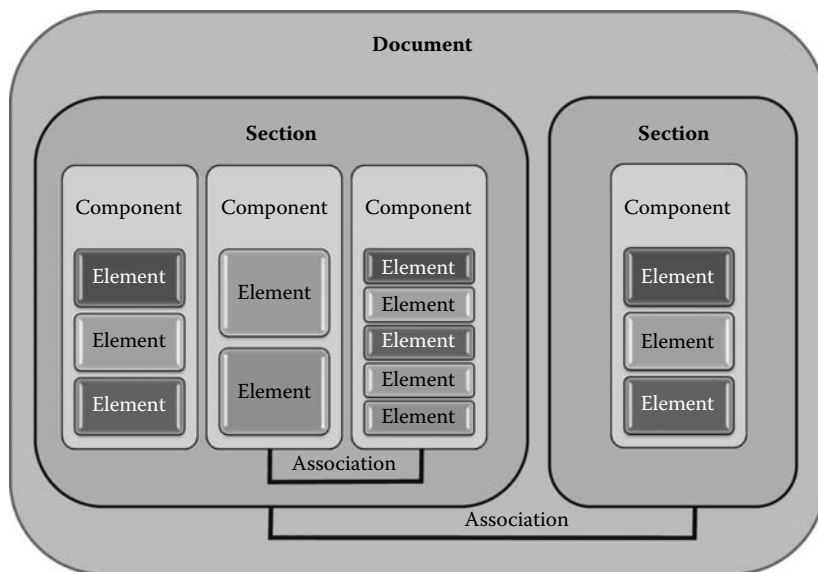 Document
Section
Component
Element
Element
Element
Component
Element
Element
Component
Element
Element
Element
Element
Element
Association
Section
Component
Element
Element
Element
Association